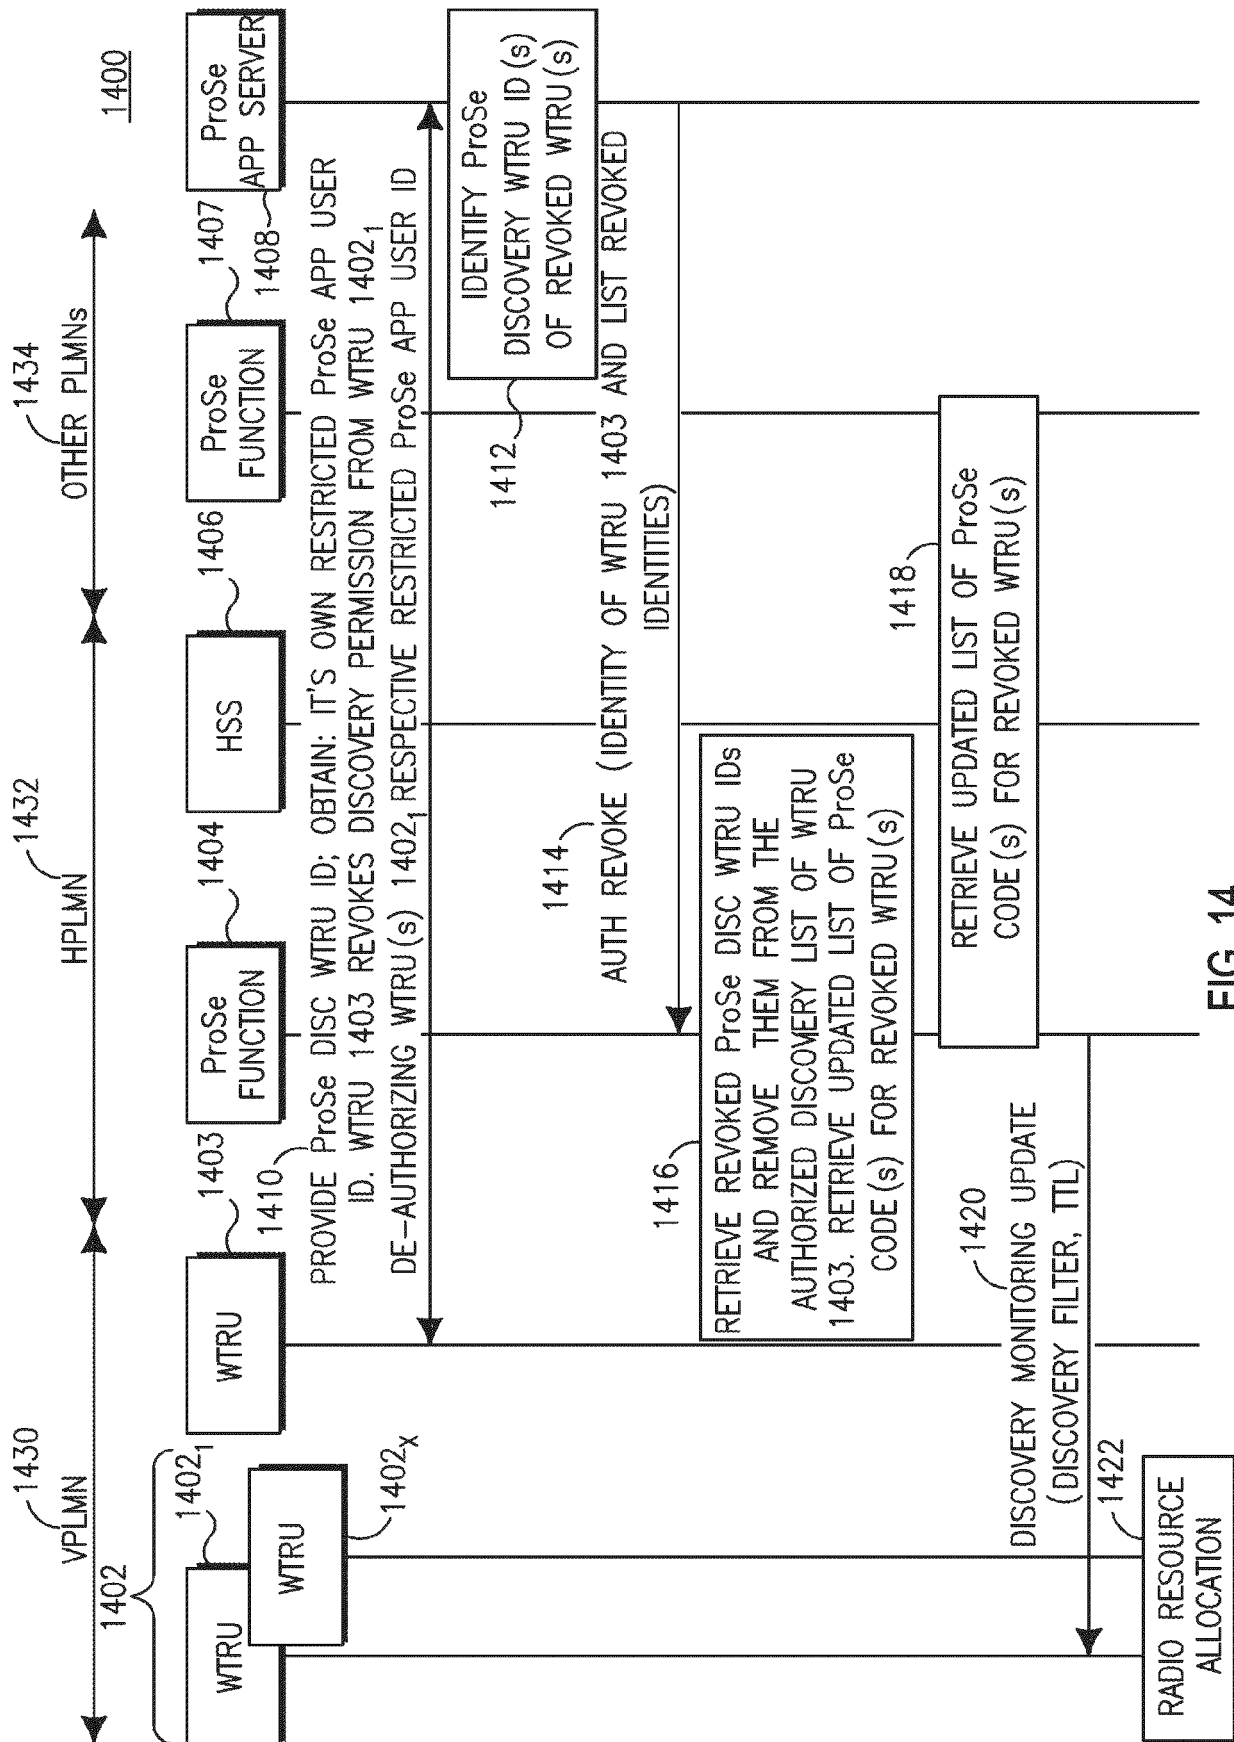 1400
1430
VPLMN
1432
HPLMN
1434
OTHER PLMNs
1402
1402₁
WTRU
WTRU
1402ₓ
1403
WTRU
1404
ProSe
FUNCTION
1406
HSS
1407
ProSe
FUNCTION
1408
ProSe
APP SERVER
1410
PROVIDE ProSe DISC WTRU ID; OBTAIN: IT'S OWN RESTRICTED ProSe APP USER
ID. WTRU 1403 REVOKES DISCOVERY PERMISSION FROM WTRU 1402₁
DE-AUTHORIZING WTRU(s) 1402₁ RESPECTIVE RESTRICTED ProSe APP USER ID
1412
IDENTIFY ProSe
DISCOVERY WTRU ID(s)
OF REVOKED WTRU(s)
1414
AUTH REVOKE (IDENTITY OF WTRU 1403 AND LIST REVOKED
IDENTITIES)
1416
RETRIEVE REVOKED ProSe DISC WTRU IDs
AND REMOVE THEM FROM THE
AUTHORIZED DISCOVERY LIST OF WTRU
1403. RETRIEVE UPDATED LIST OF ProSe
CODE(s) FOR REVOKED WTRU(s)
1418
RETRIEVE UPDATED LIST OF ProSe
CODE(s) FOR REVOKED WTRU(s)
1420
DISCOVERY MONITORING UPDATE
(DISCOVERY FILTER, TTL)
1422
RADIO RESOURCE
ALLOCATION
FIG. 14